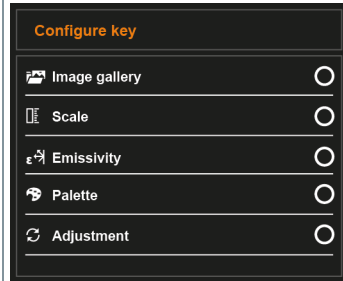 Configure key
Image gallery
Scale
ε Emissivity
Palette
Adjustment